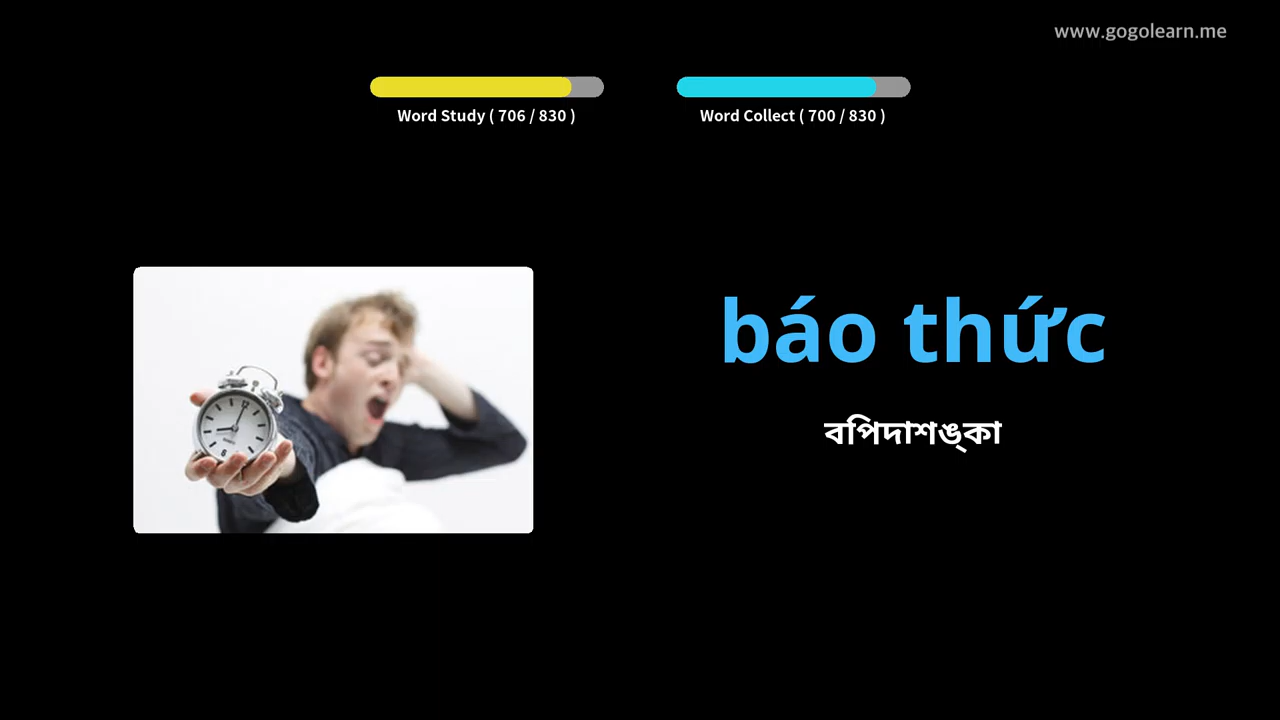 www.gogolearn.me
Word Study ( 706 / 830 )
Word Collect ( 700 / 830 )
báo thức
বপিদাশঙ্কা